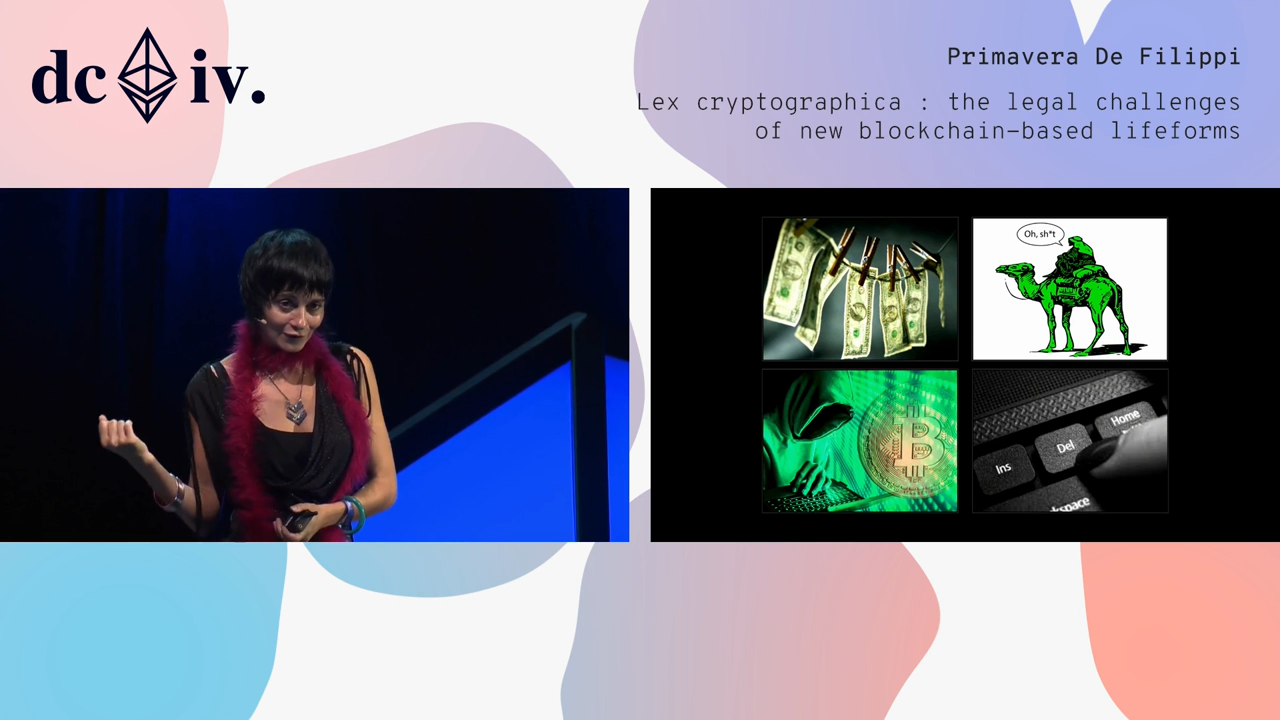 dc iv.
Primavera De Filippi
Lex cryptographica : the legal challenges
of new blockchain-based lifeforms
Oh, sh*t
Home
Del
Ins
kspace